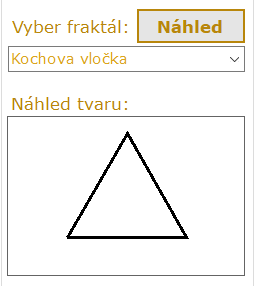 Vyber fraktál: Náhled
Kochova vločka
Náhled tvaru: